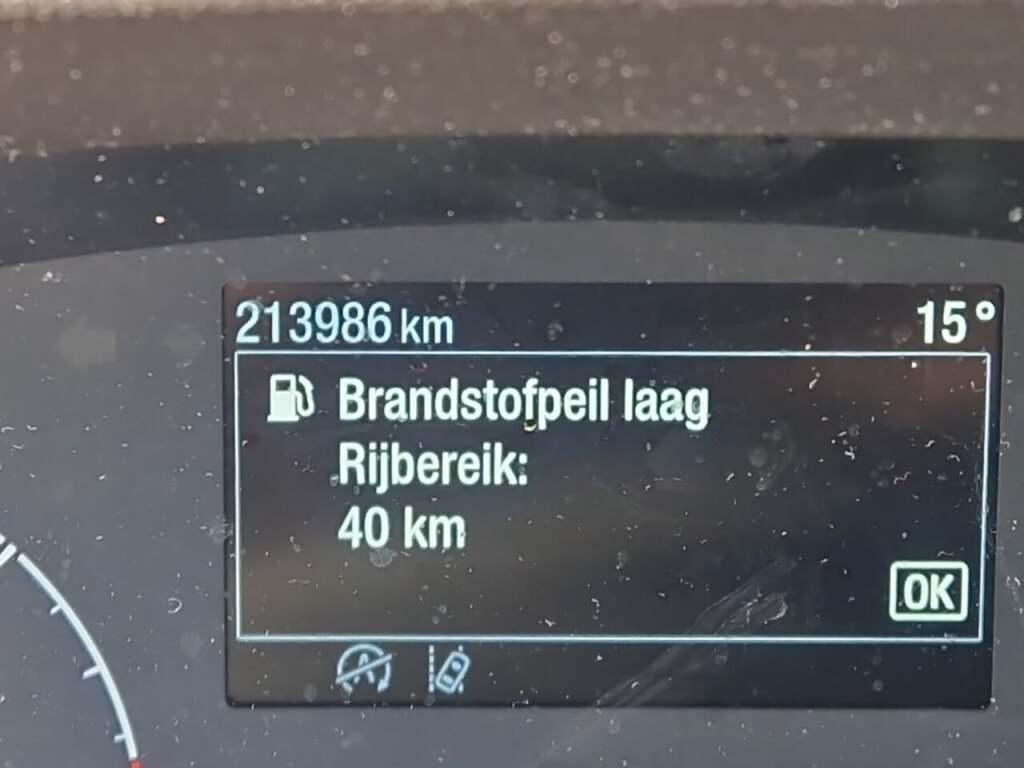 213986 km 15°
Brandstofpeil laag
Rijbereik:
40 km
OK
A